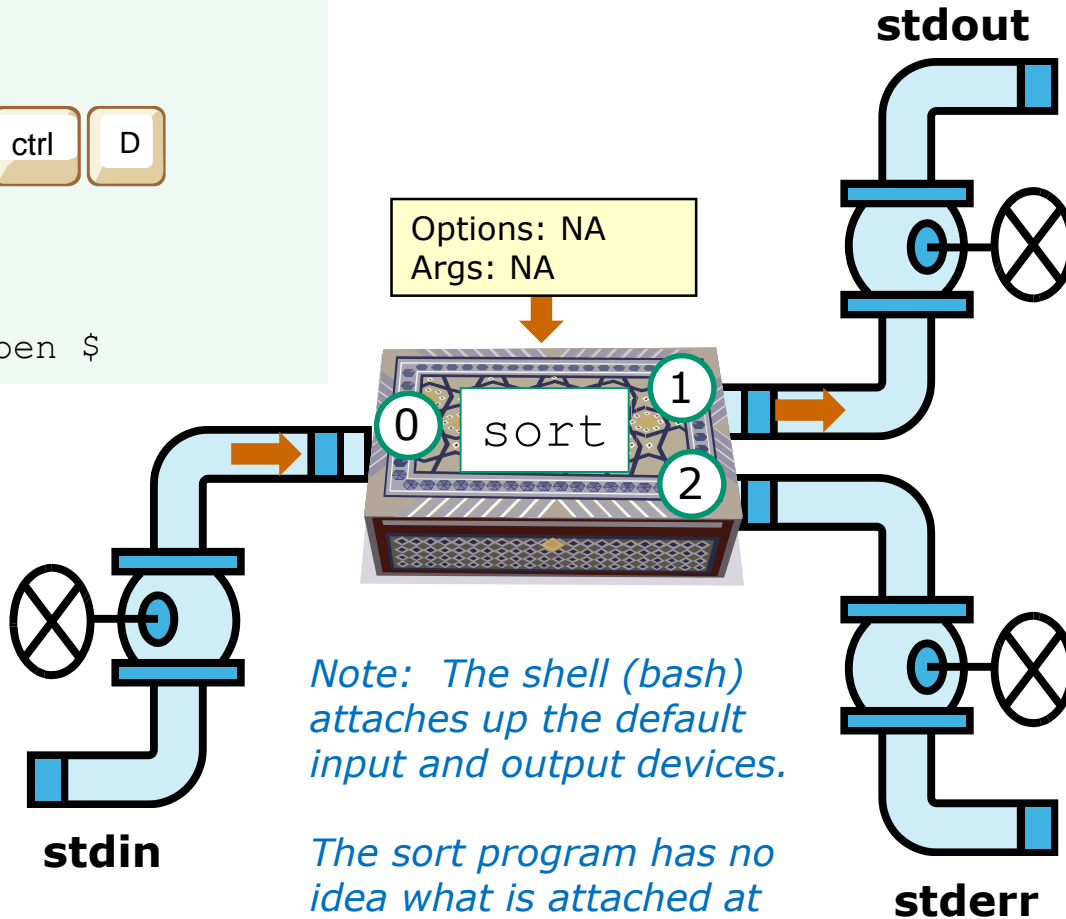 stdout
ctrl D
Options: NA
Args: NA
$
0
1
sort
2
Note: The shell (bash)
attaches up the default
input and output devices.
stdin
The sort program has no
idea what is attached at
stderr